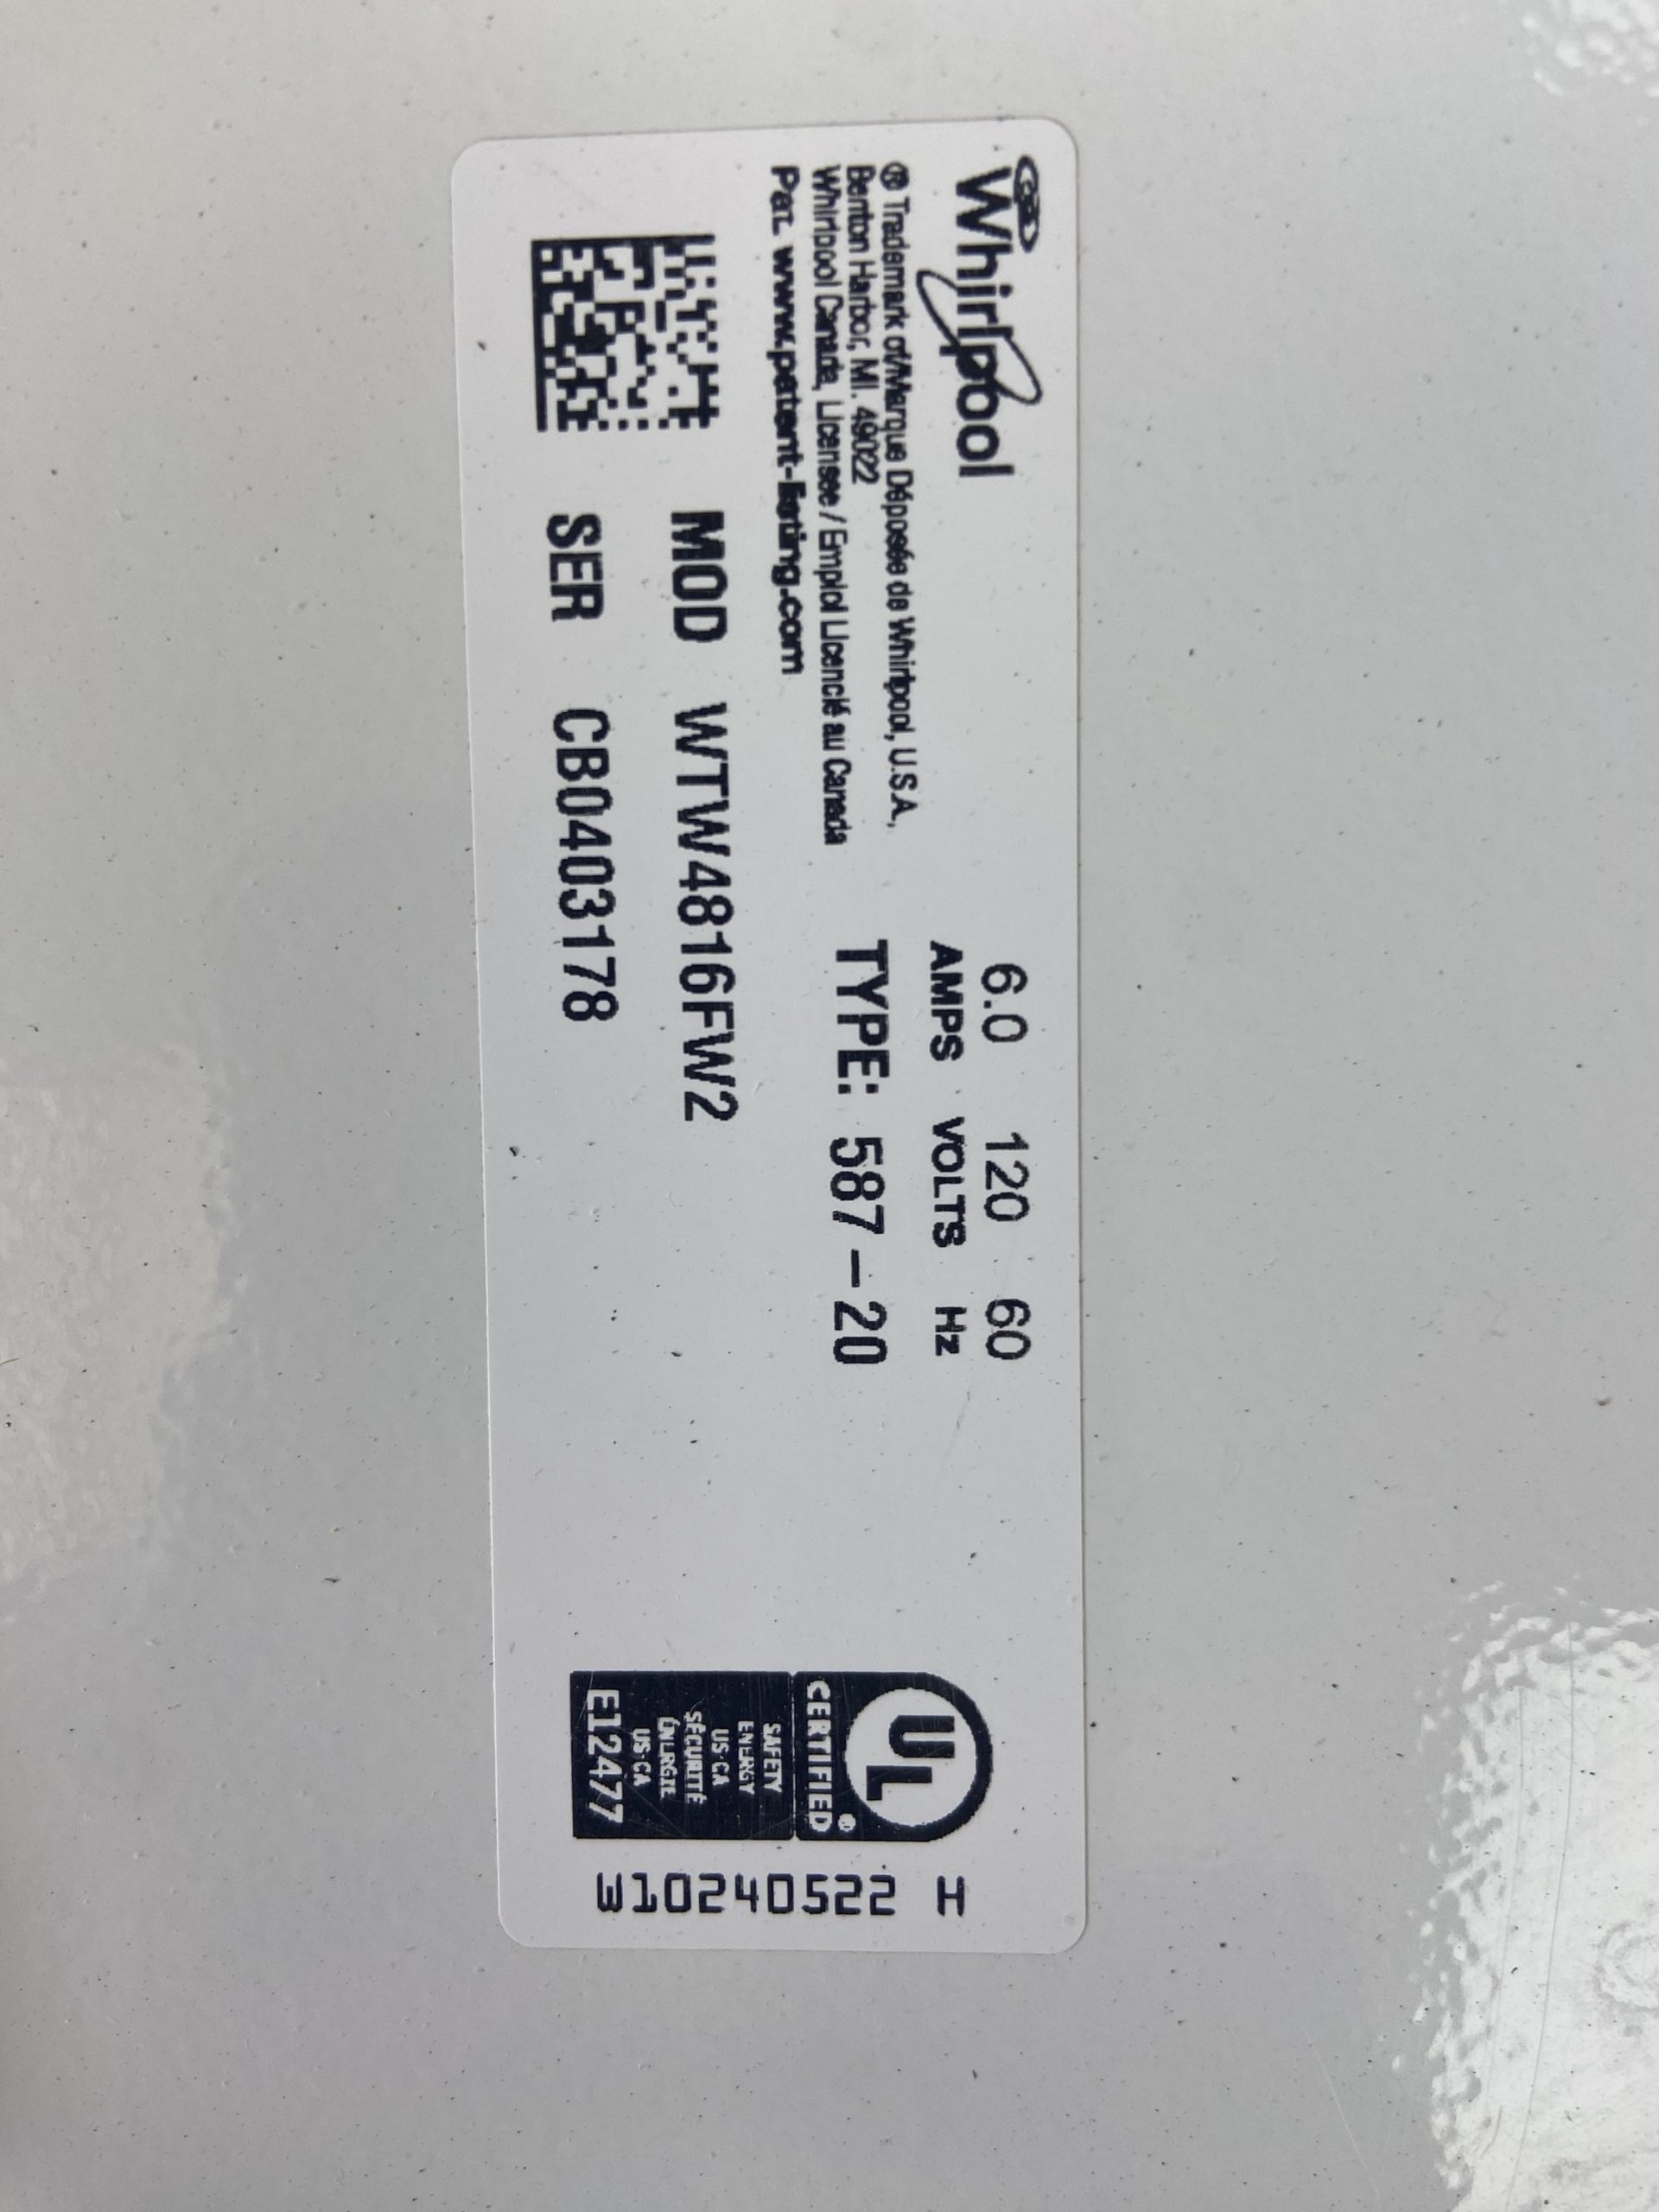 Whirlpool
® Trademark of/Marque Déposée de Whirlpool, U.S.A.,
Benton Harbor, MI. 49022
Whirlpool Canada, Licensee / Emploi Licencié au Canada
Pat. www.patent-listing.com
6.0 120 60
AMPS VOLTS Hz
TYPE: 587-20
MOD WTW4816FW2
SER CB0403178
UL
CERTIFIED®
SAFETY
ENERGY
US·CA
SÉCURITÉ
ÉNERGIE
US·CA
E12477
W10240522 H